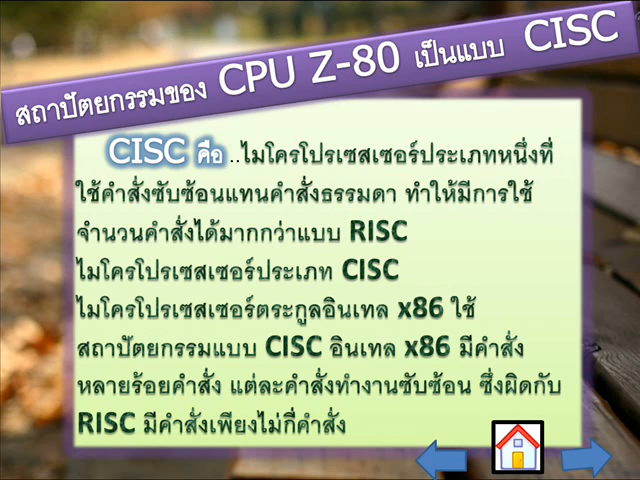 สถาปัตยกรรมของ CPU Z-80 เป็นแบบ CISC
CISC คือ ..ไมโครโปรเซสเซอร์ประเภทหนึ่งที่
ใช้คำสั่งซับซ้อนแทนคำสั่งธรรมดา ทำให้มีการใช้
จำนวนคำสั่งได้มากกว่าแบบ RISC
ไมโครโปรเซสเซอร์ประเภท CISC
ไมโครโปรเซสเซอร์ตระกูลอินเทล x86 ใช้
สถาปัตยกรรมแบบ CISC อินเทล x86 มีคำสั่ง
หลายร้อยคำสั่ง แต่ละคำสั่งทำงานซับซ้อน ซึ่งผิดกับ
RISC มีคำสั่งเพียงไม่กี่คำสั่ง